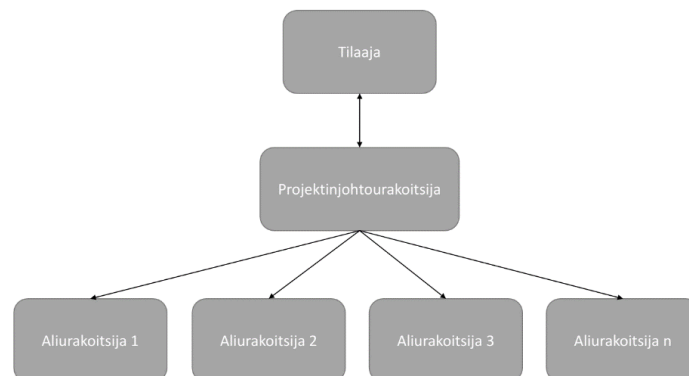 Tilaaja
Projektinjohtourakoitsija
Aliurakoitsija 1
Aliurakoitsija 2
Aliurakoitsija 3
Aliurakoitsija n